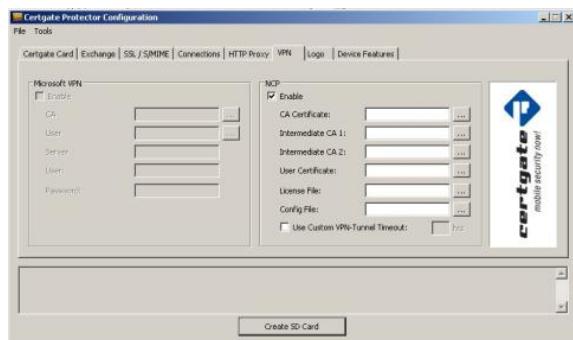 Certgate Protector Configuration
File Tools
Certgate Card Exchange SSL / S/MIME Connections HTTP Proxy VPN Logo Device Features
Microsoft VPN
Enable
CA
...
User
...
Server
User:
Password:
NCP
Enable
CA Certificate:
...
Intermediate CA 1:
...
Intermediate CA 2:
...
User Certificate:
...
License File:
...
Config File:
...
Use Custom VPN-Tunnel Timeout:
hrs
certgate
mobile security now!
Create SD Card